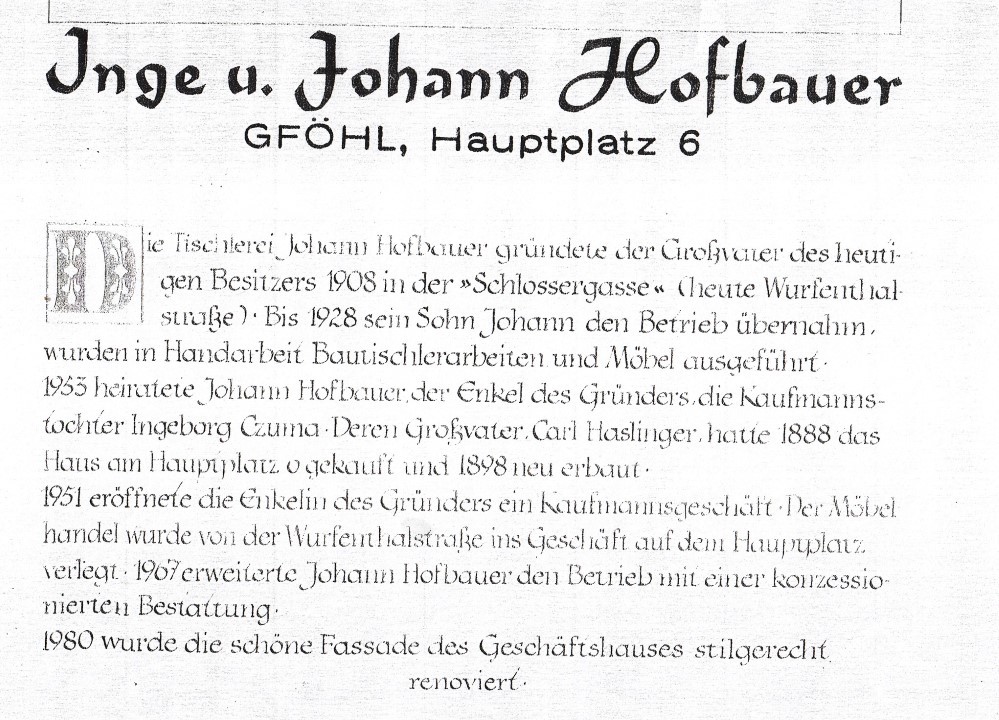 Inge u. Johann Hofbauer
GFÖHL, Hauptplatz 6
Die Tischlerei Johann Hofbauer gründete der Großvater des heuti-
gen Besitzers 1908 in der »Schlossergasse« (heute Wurfenthal-
straße). Bis 1928 sein Sohn Johann den Betrieb übernahm,
wurden in Handarbeit Bautischlerarbeiten und Möbel ausgeführt.
1953 heiratete Johann Hofbauer, der Enkel des Gründers, die Kaufmanns-
tochter Ingeborg Czuma. Deren Großvater, Carl Haslinger, hatte 1888 das
Haus am Hauptplatz 6 gekauft und 1898 neu erbaut.
1951 eröffnete die Enkelin des Gründers ein Kaufmannsgeschäft. Der Möbel
handel wurde von der Wurfenthalstraße ins Geschäft auf dem Hauptplatz
verlegt. 1967 erweiterte Johann Hofbauer den Betrieb mit einer konzessio-
nierten Bestattung.
1980 wurde die schöne Fassade des Geschäftshauses stilgerecht
renoviert.